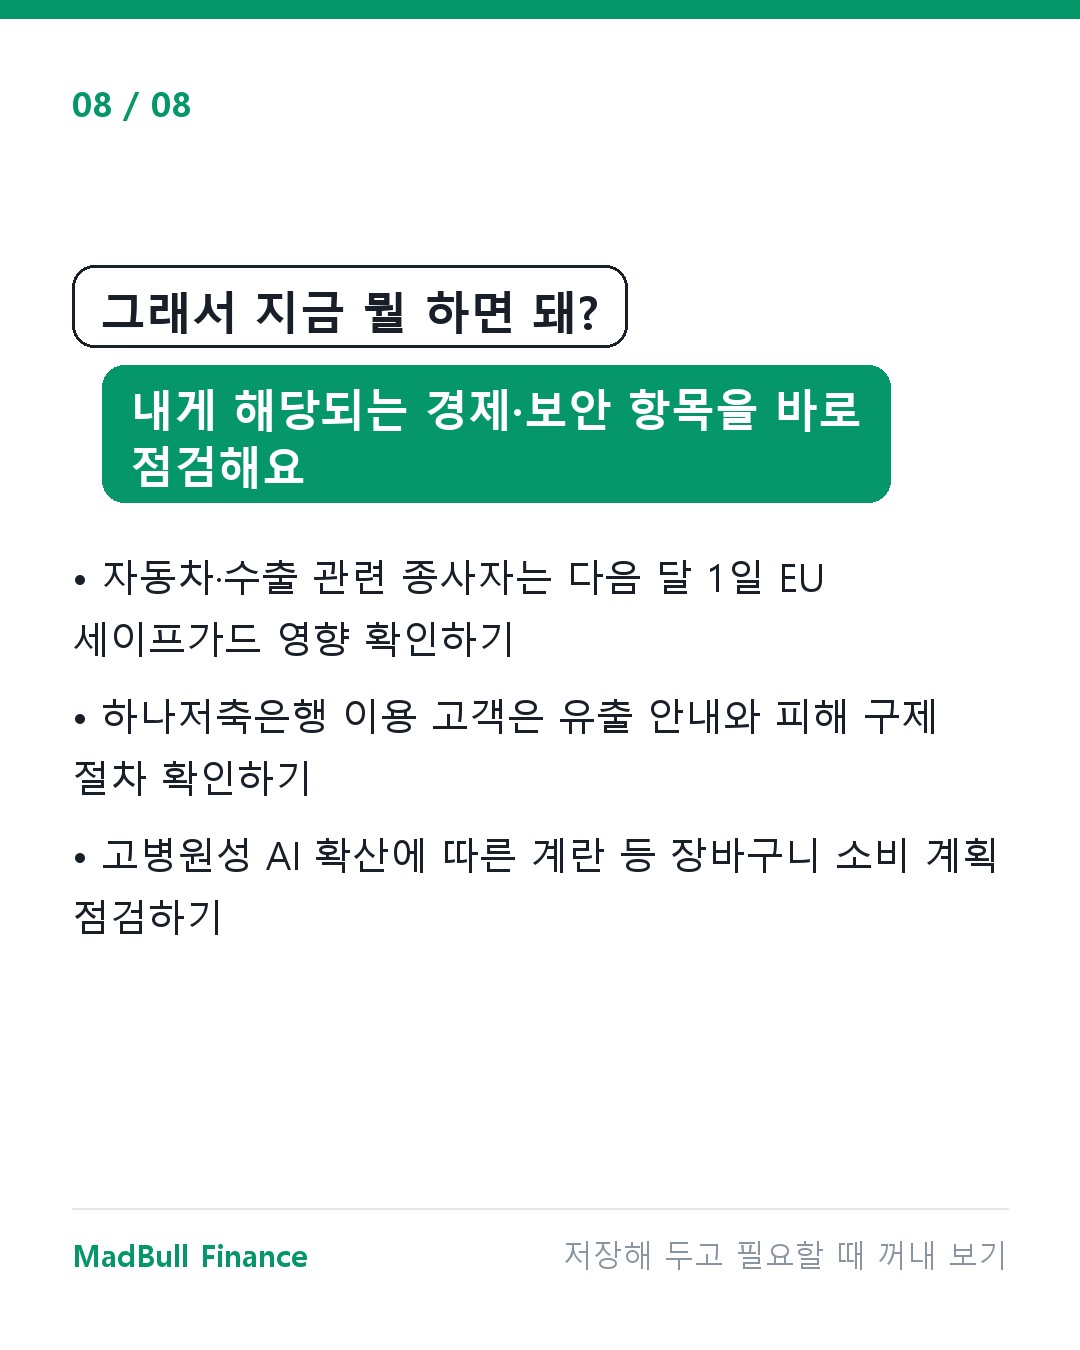 08 / 08
그래서 지금 뭘 하면 돼?
내게 해당되는 경제·보안 항목을 바로
점검해요
• 자동차·수출 관련 종사자는 다음 달 1일 EU
세이프가드 영향 확인하기
• 하나저축은행 이용 고객은 유출 안내와 피해 구제
절차 확인하기
• 고병원성 AI 확산에 따른 계란 등 장바구니 소비 계획
점검하기
MadBull Finance
저장해 두고 필요할 때 꺼내 보기